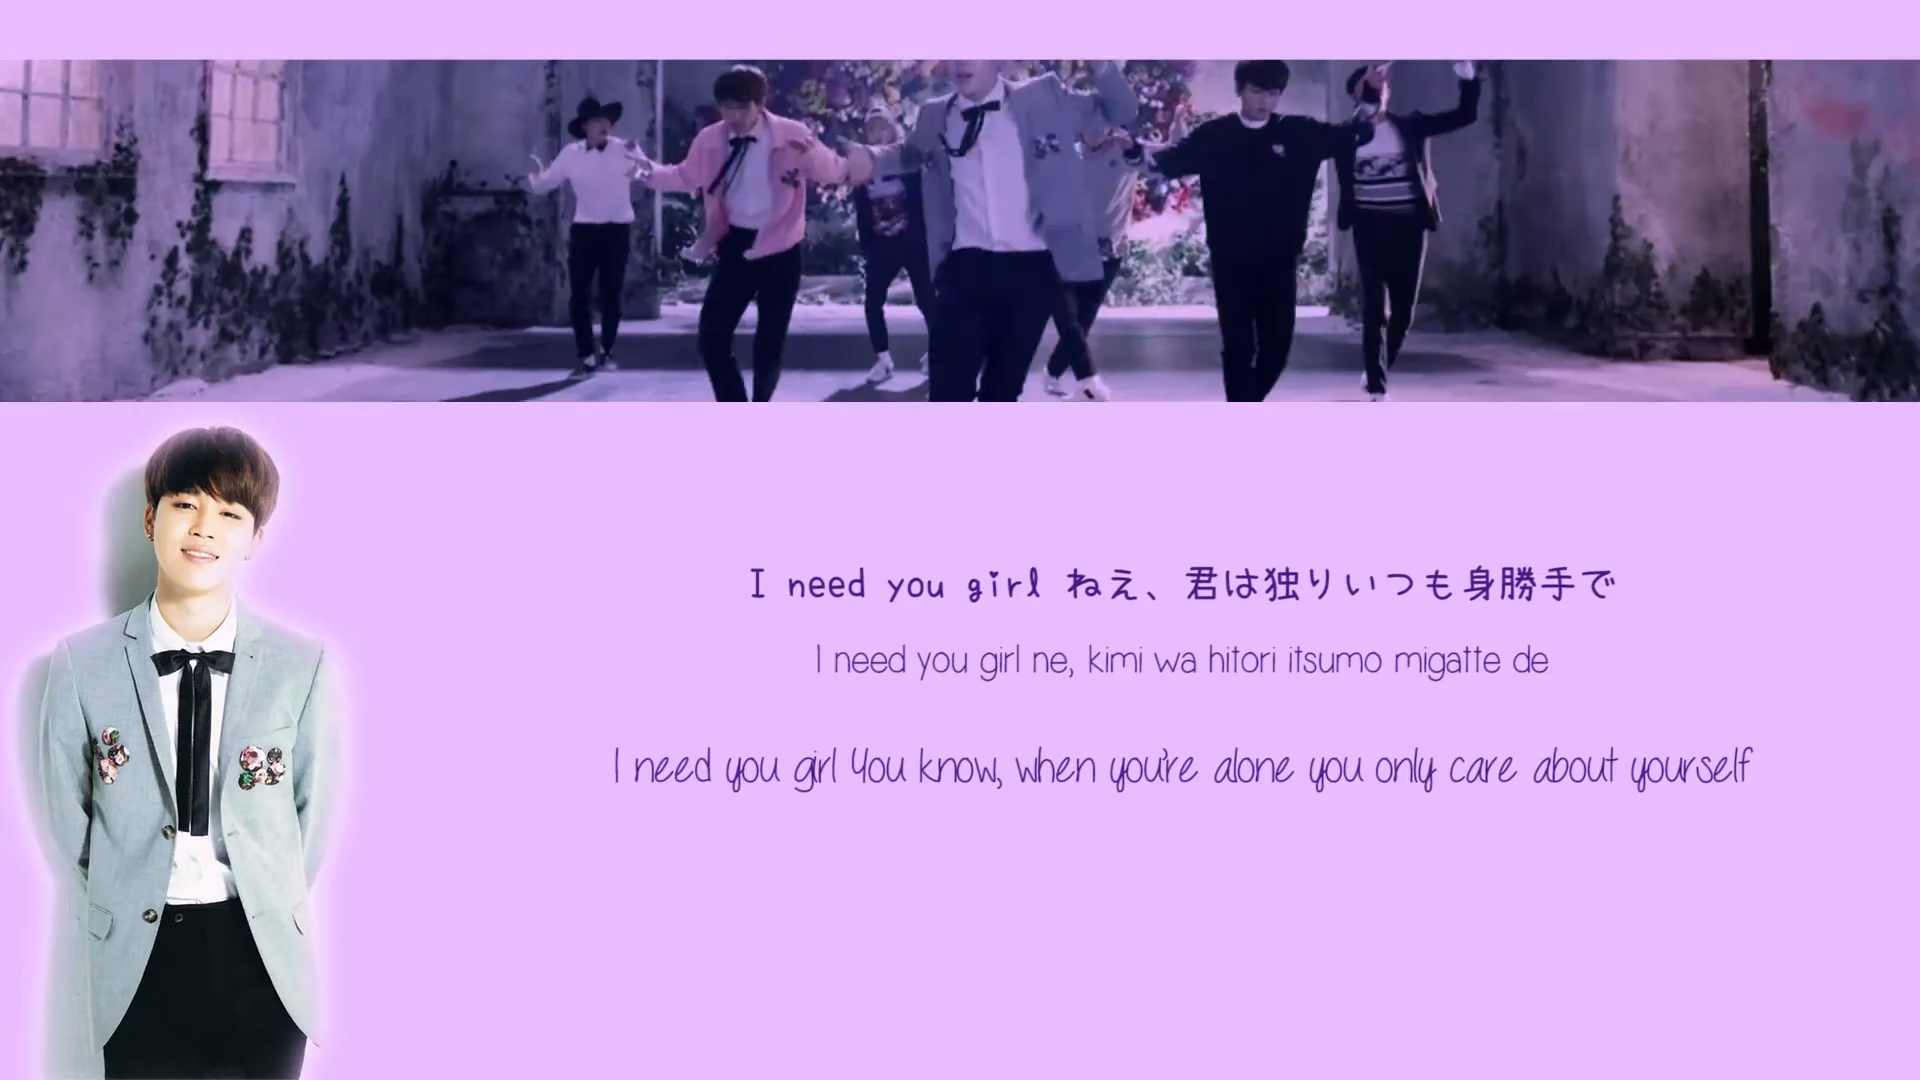 I need you girl ねえ、君は独りいつも身勝手で
I need you girl ne, kimi wa hitori itsumo migatte de
I need you girl You know, when you're alone you only care about yourself